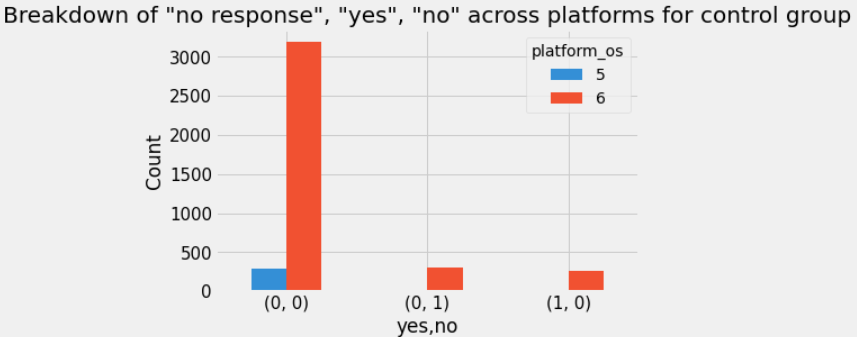 Breakdown of "no response", "yes", "no" across platforms for control group
platform_os
5
6
3000
2500
2000
1500
1000
500
0
Count
(0, 0) (0, 1) (1, 0)
yes,no